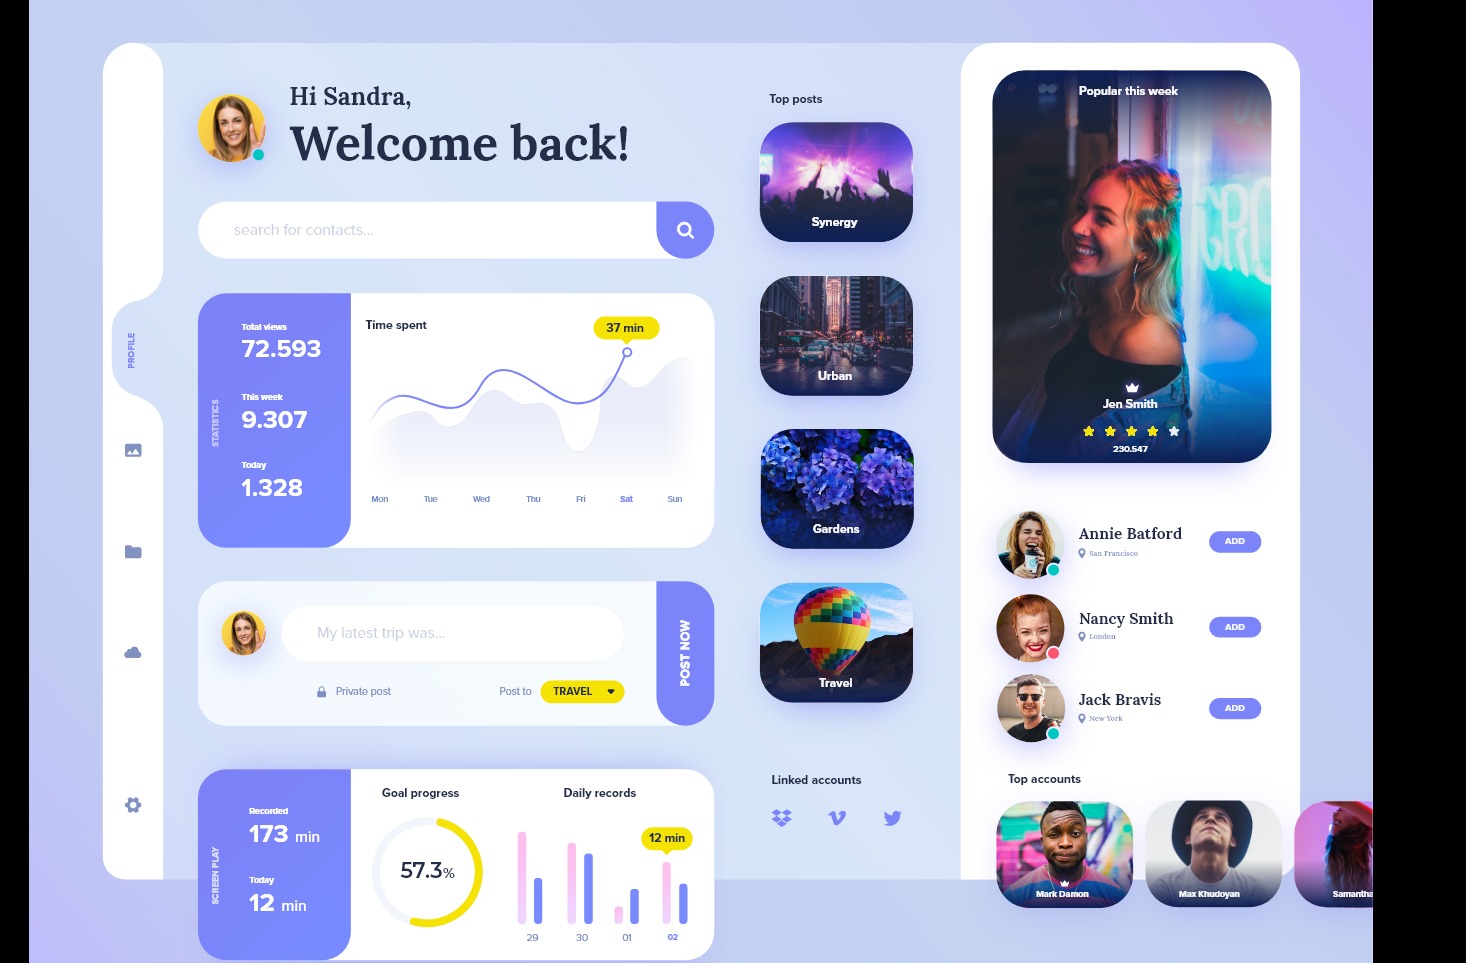 Hi Sandra,
Welcome back!
search for contacts...
PROFILE
STATISTICS
Total views
72.593
This week
9.307
Today
1.328
Time spent
37 min
Mon Tue Wed Thu Fri Sat Sun
My latest trip was...
Private post
Post to
TRAVEL
POST NOW
SCREEN PLAY
Recorded
173 min
Today
12 min
Goal progress
57.3%
Daily records
12 min
29 30 01 02
Top posts
Synergy
Urban
Gardens
Travel
Linked accounts
Popular this week
Jen Smith
230.547
Annie Batford
San Francisco
ADD
Nancy Smith
London
ADD
Jack Bravis
New York
ADD
Top accounts
Mark Damon
Max Khudoyan
Samantha